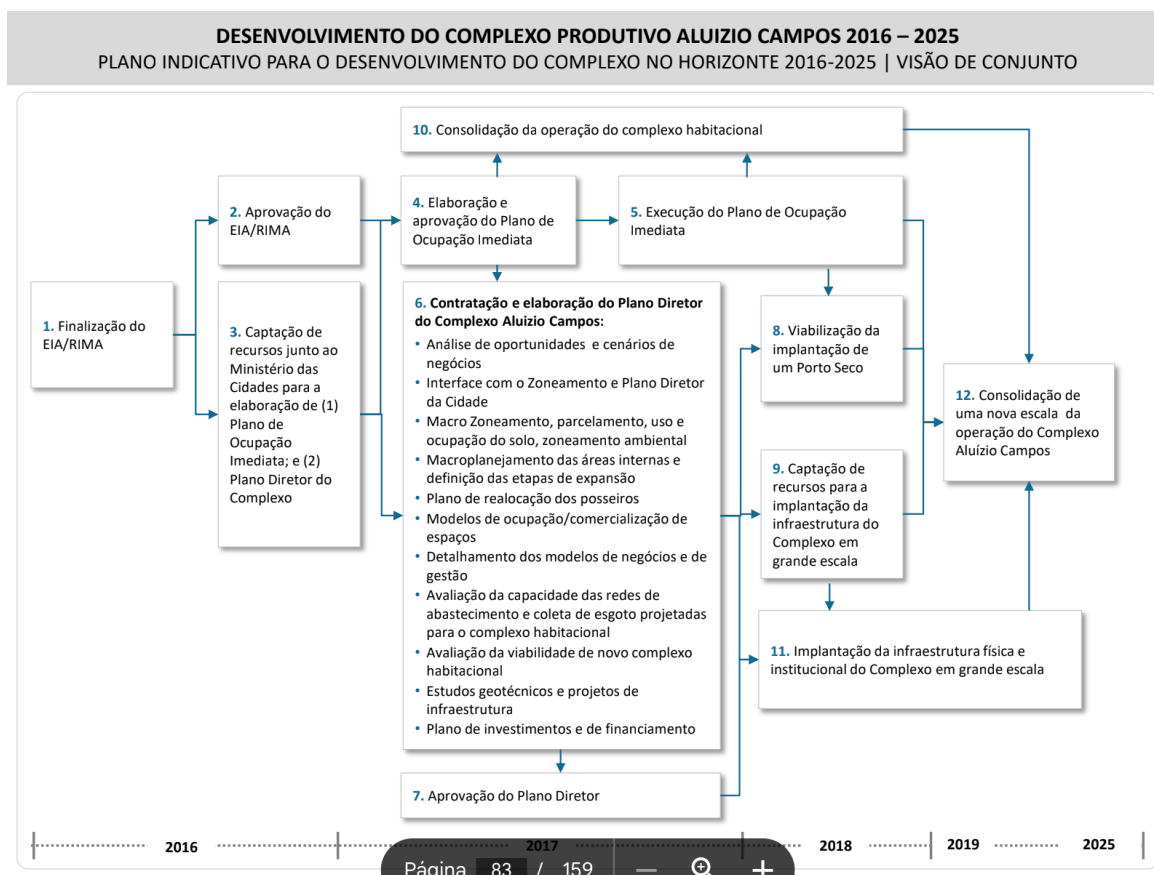 DESENVOLVIMENTO DO COMPLEXO PRODUTIVO ALUIZIO CAMPOS 2016 – 2025
PLANO INDICATIVO PARA O DESENVOLVIMENTO DO COMPLEXO NO HORIZONTE 2016-2025 | VISÃO DE CONJUNTO
10. Consolidação da operação do complexo habitacional
2. Aprovação do
EIA/RIMA
4. Elaboração e
aprovação do Plano de
Ocupação Imediata
5. Execução do Plano de Ocupação
Imediata
1. Finalização do
EIA/RIMA
3. Captação de
recursos junto ao
Ministério das
Cidades para a
elaboração de (1)
Plano de
Ocupação
Imediata; e (2)
Plano Diretor do
Complexo
6. Contratação e elaboração do Plano Diretor
do Complexo Aluizio Campos:
• Análise de oportunidades e cenários de
negócios
• Interface com o Zoneamento e Plano Diretor
da Cidade
• Macro Zoneamento, parcelamento, uso e
ocupação do solo, zoneamento ambiental
• Macroplanejamento das áreas internas e
definição das etapas de expansão
• Plano de realocação dos posseiros
• Modelos de ocupação/comercialização de
espaços
• Detalhamento dos modelos de negócios e de
gestão
• Avaliação da capacidade das redes de
abastecimento e coleta de esgoto projetadas
para o complexo habitacional
• Avaliação da viabilidade de novo complexo
habitacional
• Estudos geotécnicos e projetos de
infraestrutura
• Plano de investimentos e de financiamento
8. Viabilização da
implantação de
um Porto Seco
9. Captação de
recursos para a
implantação da
infraestrutura do
Complexo em
grande escala
12. Consolidação de
uma nova escala da
operação do Complexo
Aluízio Campos
11. Implantação da infraestrutura física e
institucional do Complexo em grande escala
7. Aprovação do Plano Diretor
2016 2017 2018 2019 2025
Página 83 / 159